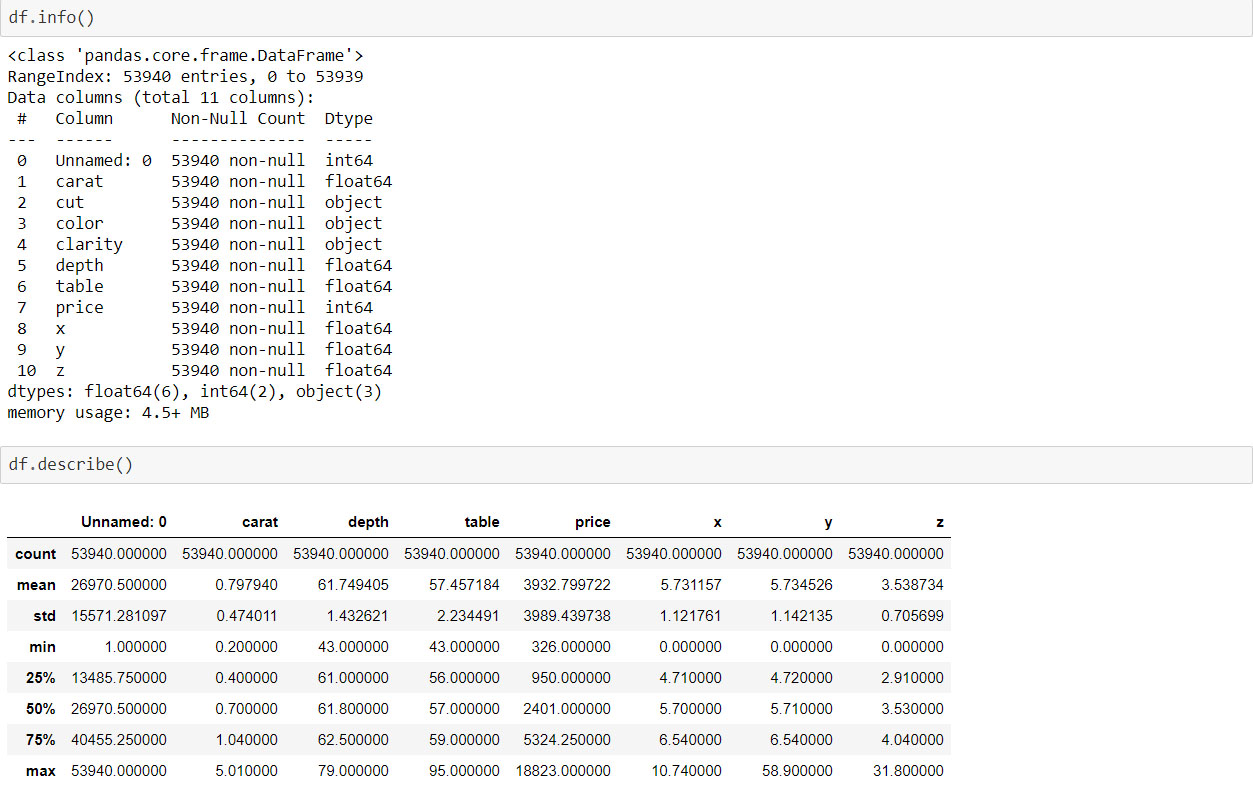 df.info()
<class 'pandas.core.frame.DataFrame'>
RangeIndex: 53940 entries, 0 to 53939
Data columns (total 11 columns):
 #   Column      Non-Null Count  Dtype
---  ------      --------------  -----
 0   Unnamed: 0  53940 non-null  int64
 1   carat       53940 non-null  float64
 2   cut         53940 non-null  object
 3   color       53940 non-null  object
 4   clarity     53940 non-null  object
 5   depth       53940 non-null  float64
 6   table       53940 non-null  float64
 7   price       53940 non-null  int64
 8   x           53940 non-null  float64
 9   y           53940 non-null  float64
 10  z           53940 non-null  float64
dtypes: float64(6), int64(2), object(3)
memory usage: 4.5+ MB
df.describe()
Unnamed: 0 carat depth table price x y z
count 53940.000000 53940.000000 53940.000000 53940.000000 53940.000000 53940.000000 53940.000000 53940.000000
mean 26970.500000 0.797940 61.749405 57.457184 3932.799722 5.731157 5.734526 3.538734
std 15571.281097 0.474011 1.432621 2.234491 3989.439738 1.121761 1.142135 0.705699
min 1.000000 0.200000 43.000000 43.000000 326.000000 0.000000 0.000000 0.000000
25% 13485.750000 0.400000 61.000000 56.000000 950.000000 4.710000 4.720000 2.910000
50% 26970.500000 0.700000 61.800000 57.000000 2401.000000 5.700000 5.710000 3.530000
75% 40455.250000 1.040000 62.500000 59.000000 5324.250000 6.540000 6.540000 4.040000
max 53940.000000 5.010000 79.000000 95.000000 18823.000000 10.740000 58.900000 31.800000